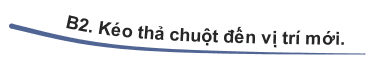 B2. Kéo thả chuột đến vị trí mới.